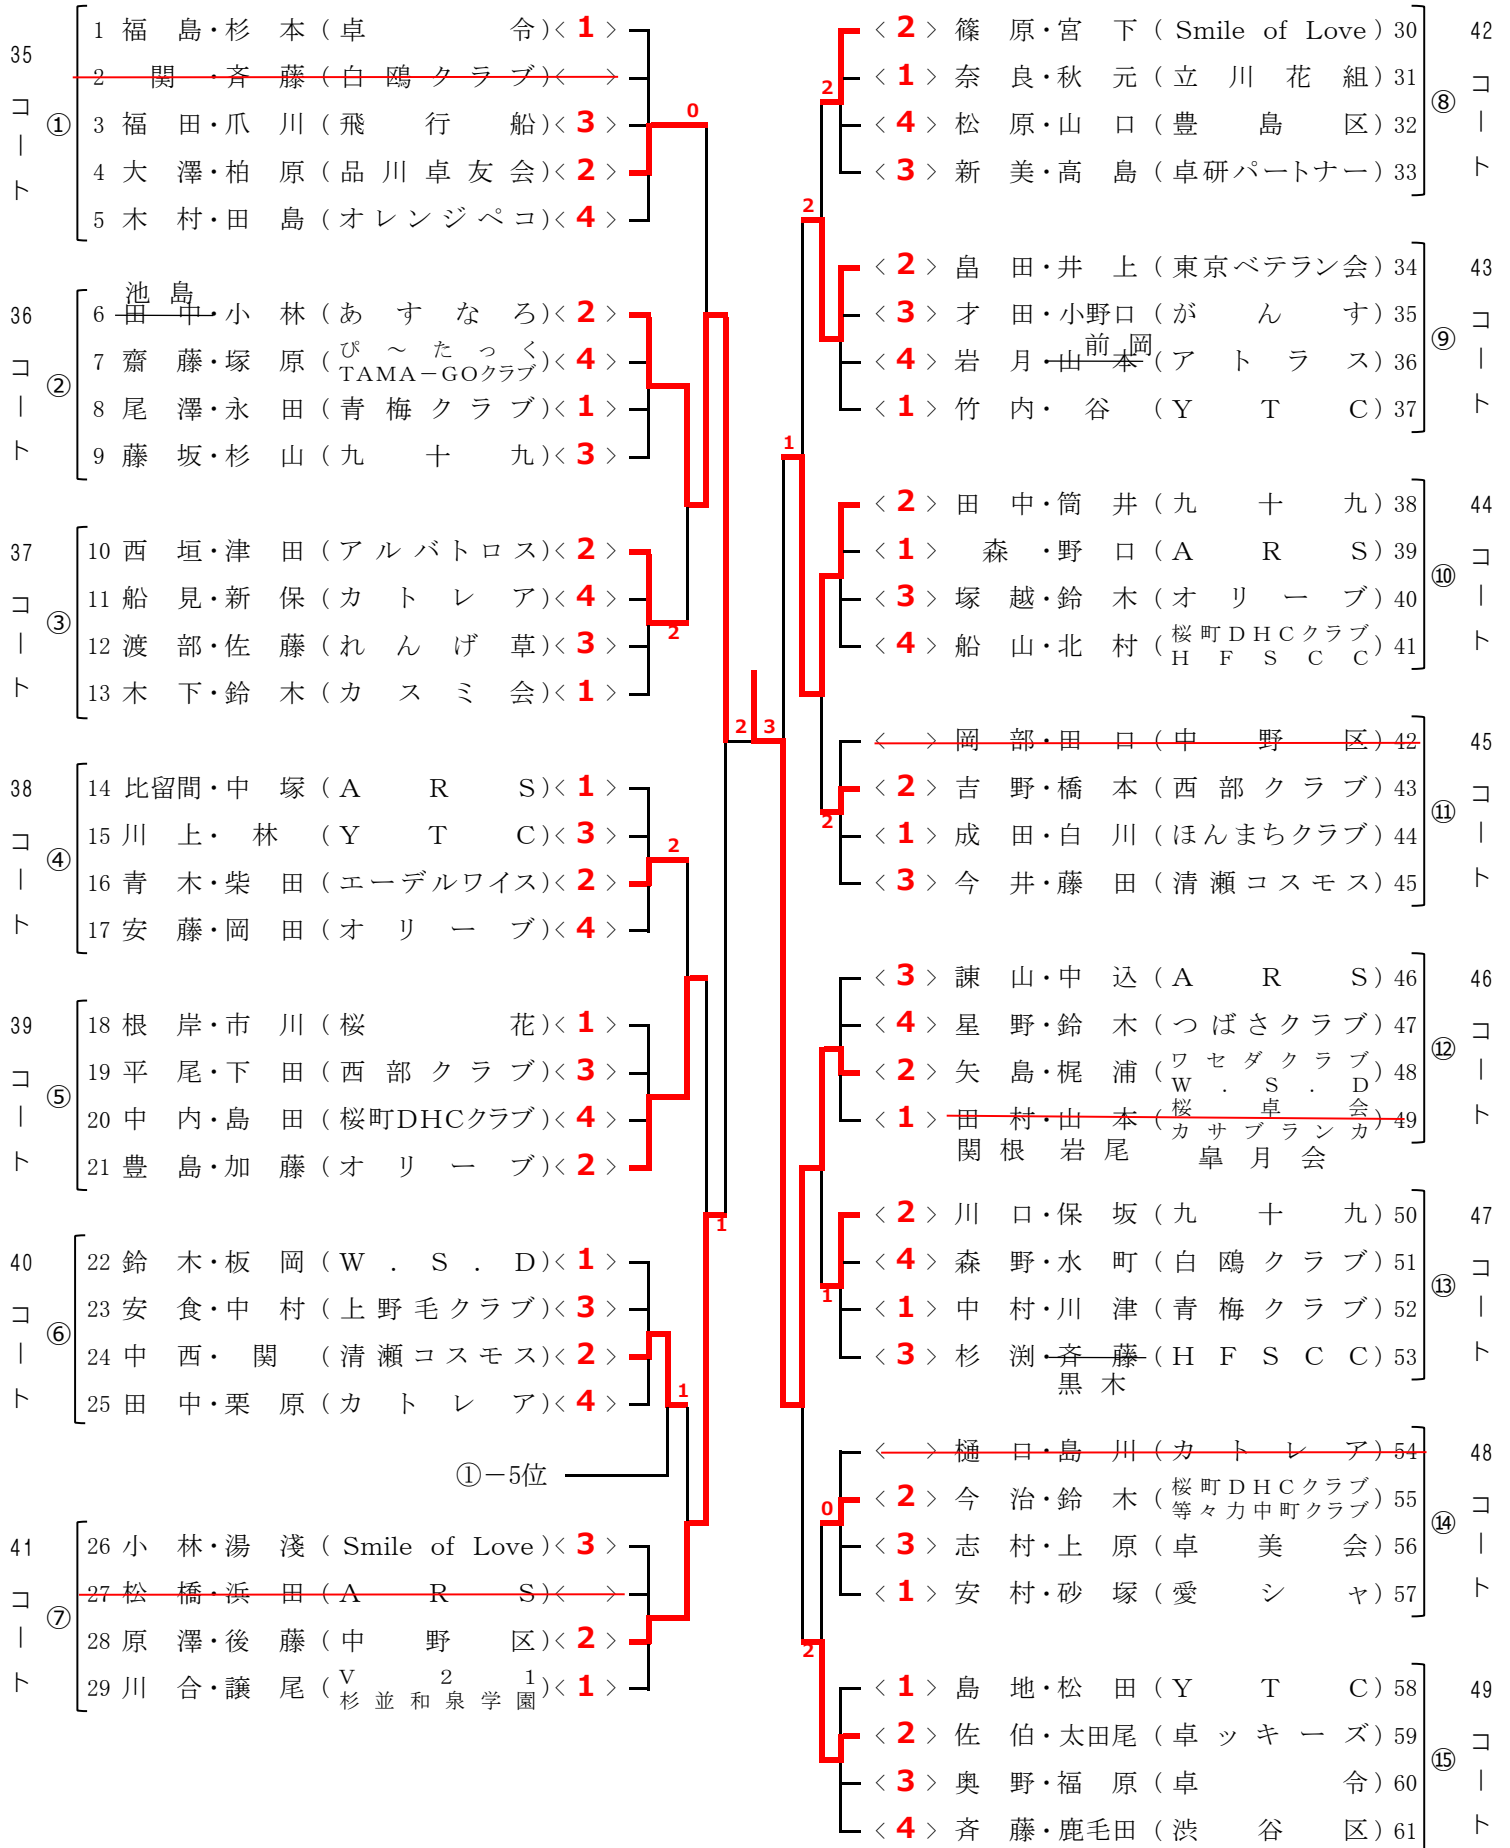 35コート
①
1 福島・杉本（卓令）〈 1 〉
2 関・斉藤（白鴎クラブ）〈 〉
3 福田・爪川（飛行船）〈 3 〉
4 大澤・柏原（品川卓友会）〈 2 〉
5 木村・田島（オレンジペコ）〈 4 〉
0
36コート
②
池島
6 田中・小林（あすなろ）〈 2 〉
7 齋藤・塚原（ぴ～たっく TAMA－GOクラブ）〈 4 〉
8 尾澤・永田（青梅クラブ）〈 1 〉
9 藤坂・杉山（九十九）〈 3 〉
37コート
③
10 西垣・津田（アルバトロス）〈 2 〉
11 船見・新保（カトレア）〈 4 〉
12 渡部・佐藤（れんげ草）〈 3 〉
13 木下・鈴木（カスミ会）〈 1 〉
2
38コート
④
14 比留間・中塚（ARS）〈 1 〉
15 川上・林（YTC）〈 3 〉
16 青木・柴田（エーデルワイス）〈 2 〉
17 安藤・岡田（オリーブ）〈 4 〉
2
39コート
⑤
18 根岸・市川（桜花）〈 1 〉
19 平尾・下田（西部クラブ）〈 3 〉
20 中内・島田（桜町DHCクラブ）〈 4 〉
21 豊島・加藤（オリーブ）〈 2 〉
1
40コート
⑥
22 鈴木・板岡（W．S．D）〈 1 〉
23 安食・中村（上野毛クラブ）〈 3 〉
24 中西・関（清瀬コスモス）〈 2 〉
25 田中・栗原（カトレア）〈 4 〉
1
①－5位
41コート
⑦
26 小林・湯淺（Smile of Love）〈 3 〉
27 松橋・浜田（ARS）〈 〉
28 原澤・後藤（中野区）〈 2 〉
29 川合・譲尾（V21 杉並和泉学園）〈 1 〉
2 3
〈 2 〉篠原・宮下（Smile of Love）30
〈 1 〉奈良・秋元（立川花組）31
〈 4 〉松原・山口（豊島区）32
〈 3 〉新美・高島（卓研パートナー）33
⑧
42コート
2
2
〈 2 〉畠田・井上（東京ベテラン会）34
〈 3 〉才田・小野口（がんす）35
前岡
〈 4 〉岩月・山本（アトラス）36
〈 1 〉竹内・谷（YTC）37
⑨
43コート
1
〈 2 〉田中・筒井（九十九）38
〈 1 〉森・野口（ARS）39
〈 3 〉塚越・鈴木（オリーブ）40
〈 4 〉船山・北村（桜町DHCクラブ HFSCC）41
⑩
44コート
〈 〉岡部・田口（中野区）42
〈 2 〉吉野・橋本（西部クラブ）43
〈 1 〉成田・白川（ほんまちクラブ）44
〈 3 〉今井・藤田（清瀬コスモス）45
⑪
45コート
2
〈 3 〉諌山・中込（ARS）46
〈 4 〉星野・鈴木（つばさクラブ）47
〈 2 〉矢島・梶浦（ワセダクラブ W．S．D）48
〈 1 〉田村・山本（桜卓会 カサブランカ）49
関根 岩尾 皐月会
⑫
46コート
〈 2 〉川口・保坂（九十九）50
〈 4 〉森野・水町（白鴎クラブ）51
〈 1 〉中村・川津（青梅クラブ）52
〈 3 〉杉渕・斉藤（HFSCC）53
黒木
⑬
47コート
1
〈 〉樋口・島川（カトレア）54
〈 2 〉今治・鈴木（桜町DHCクラブ 等々力中町クラブ）55
〈 3 〉志村・上原（卓美会）56
〈 1 〉安村・砂塚（愛シャ）57
⑭
48コート
0
2
〈 1 〉島地・松田（YTC）58
〈 2 〉佐伯・太田尾（卓ッキーズ）59
〈 3 〉奥野・福原（卓令）60
〈 4 〉斉藤・鹿毛田（渋谷区）61
⑮
49コート